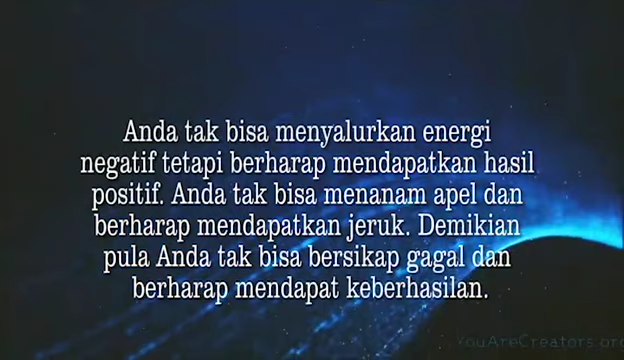 Anda tak bisa menyalurkan energi
negatif tetapi berharap mendapatkan hasil
positif. Anda tak bisa menanam apel dan
berharap mendapatkan jeruk. Demikian
pula Anda tak bisa bersikap gagal dan
berharap mendapat keberhasilan.
YouAreCreators.org